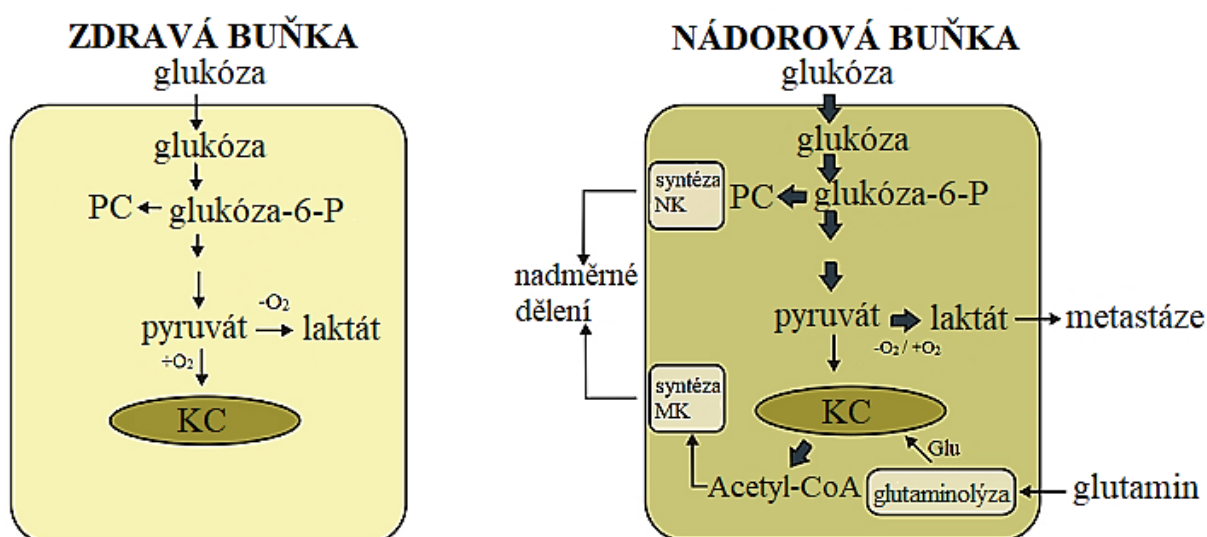 ZDRAVÁ BUŇKA
glukóza
glukóza
PC
glukóza-6-P
-O₂
pyruvát
laktát
+O₂
KC
NÁDOROVÁ BUŇKA
glukóza
glukóza
syntéza
NK
PC
glukóza-6-P
nadměrné
dělení
pyruvát
laktát
metastáze
-O₂ / +O₂
syntéza
MK
KC
Glu
Acetyl-CoA
glutaminolýza
glutamin